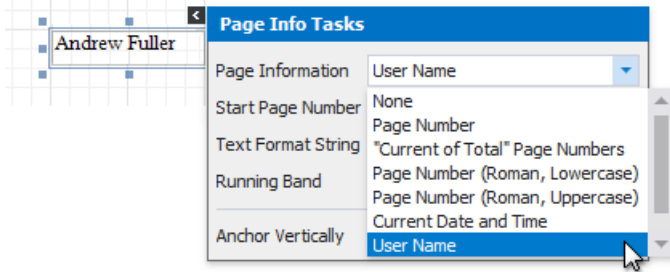 Andrew Fuller
Page Info Tasks
Page Information User Name
Start Page Number
Text Format String
Running Band
Anchor Vertically
None
Page Number
"Current of Total" Page Numbers
Page Number (Roman, Lowercase)
Page Number (Roman, Uppercase)
Current Date and Time
User Name